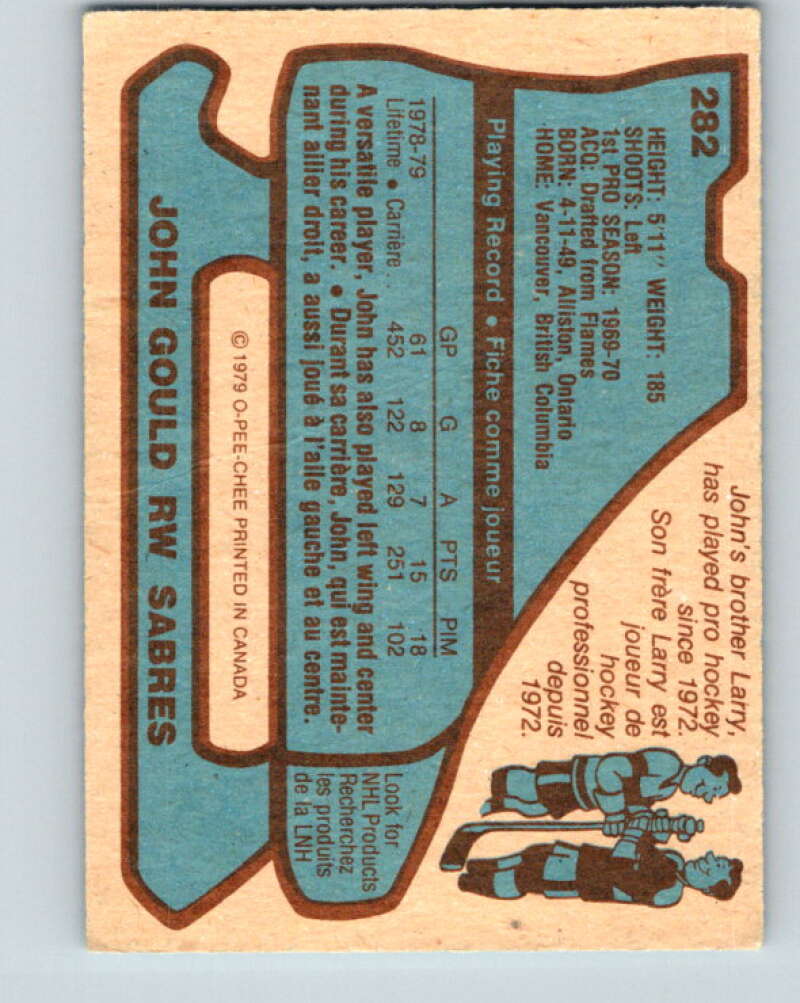 282
HEIGHT: 5'11" WEIGHT: 185
SHOOTS: Left
1st PRO SEASON: 1969-70
ACQ: Drafted from Flames
BORN: 4-11-49, Alliston, Ontario
HOME: Vancouver, British Columbia
John's brother Larry,
has played pro hockey
since 1972.
Son frère Larry est
joueur de
hockey
professionnel
depuis
1972.
Playing Record • Fiche comme joueur
GP G A PTS PIM
1978-79 61 8 7 15 18
Lifetime • Carrière... 452 122 129 251 102
A versatile player, John has also played left wing and center
during his career. • Durant sa carrière, John, qui est mainte-
nant ailier droit, a aussi joué à l'aile gauche et au centre.
Look for
NHL Products
Recherchez
les produits
de la LNH
© 1979 O-PEE-CHEE PRINTED IN CANADA
JOHN GOULD RW SABRES